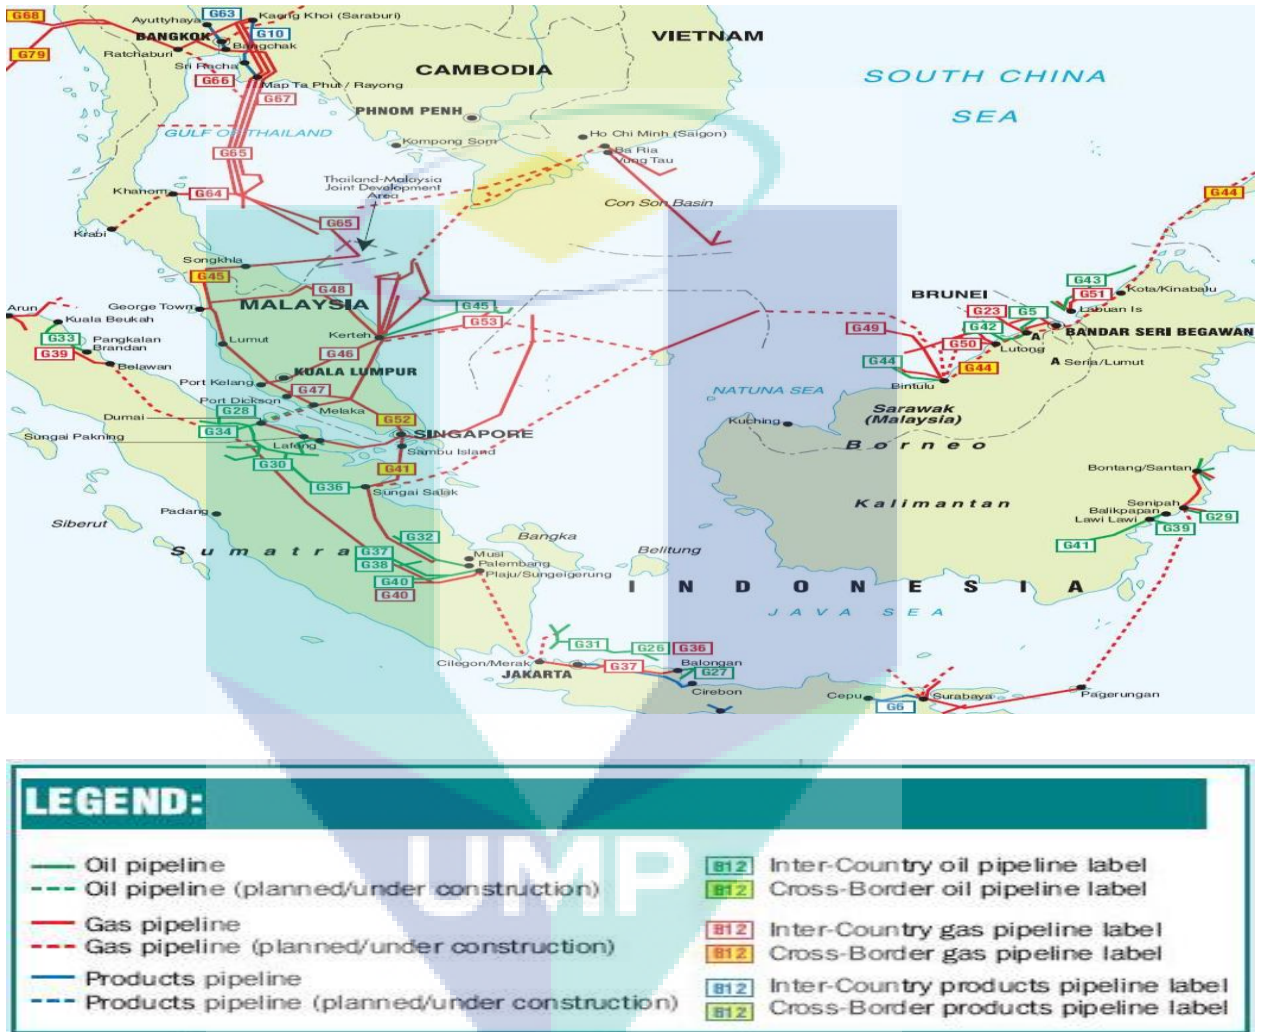 G68
G63
Kaeng Khoi (Saraburi)
Ayuttyhaya
G10
BANGKOK
Bangchak
G79
Ratchaburi
Sri Racha
G66
Map Ta Phut / Rayong
G67
VIETNAM
CAMBODIA
SOUTH CHINA
SEA
PHNOM PENH
GULF OF THAILAND
Kompong Som
Ho Chi Minh (Saigon)
Ba Ria
Vung Tau
G65
Thailand-Malaysia
Joint Development
Area
Khanom
G64
Con Son Basin
G44
G65
Krabi
Songkhla
G45
G48
G43
BRUNEI
G51
Kota/Kinabalu
Arun
George Town
MALAYSIA
G45
G23
G5
Labuan Is
Kuala Beukah
G53
G49
G42
BANDAR SERI BEGAWAN
G33
Pangkalan
Brandan
Lumut
Kerteh
G50
A
Lutong
G39
G46
G44
A Seria/Lumut
Belawan
KUALA LUMPUR
G44
Port Kelang
Bintulu
G47
NATUNA SEA
Port Dickson
Melaka
Sarawak
(Malaysia)
Dumai
G28
G52
Kuching
G34
SINGAPORE
Sungai Pakning
Lafang
Sambu Island
Borneo
G30
G41
Bontang/Santan
G36
Sungai Salak
Kalimantan
Senipah
Padang
Balikpapan
G29
Siberut
Lawi Lawi
G39
G32
Bangka
G41
Sumatra
G37
Musi
Belitung
G38
Palembang
Plaju/Sungeigerung
G40
INDONESIA
G40
JAVA SEA
G31
G26
G36
Cilegon/Merak
G37
Balongan
JAKARTA
G27
Cirebon
Cepu
Surabaya
Pagerungan
G6
LEGEND:
UMP
Oil pipeline
Oil pipeline (planned/under construction)
Gas pipeline
Gas pipeline (planned/under construction)
Products pipeline
Products pipeline (planned/under construction)
B12 Inter-Country oil pipeline label
B12 Cross-Border oil pipeline label
B12 Inter-Country gas pipeline label
B12 Cross-Border gas pipeline label
B12 Inter-Country products pipeline label
B12 Cross-Border products pipeline label